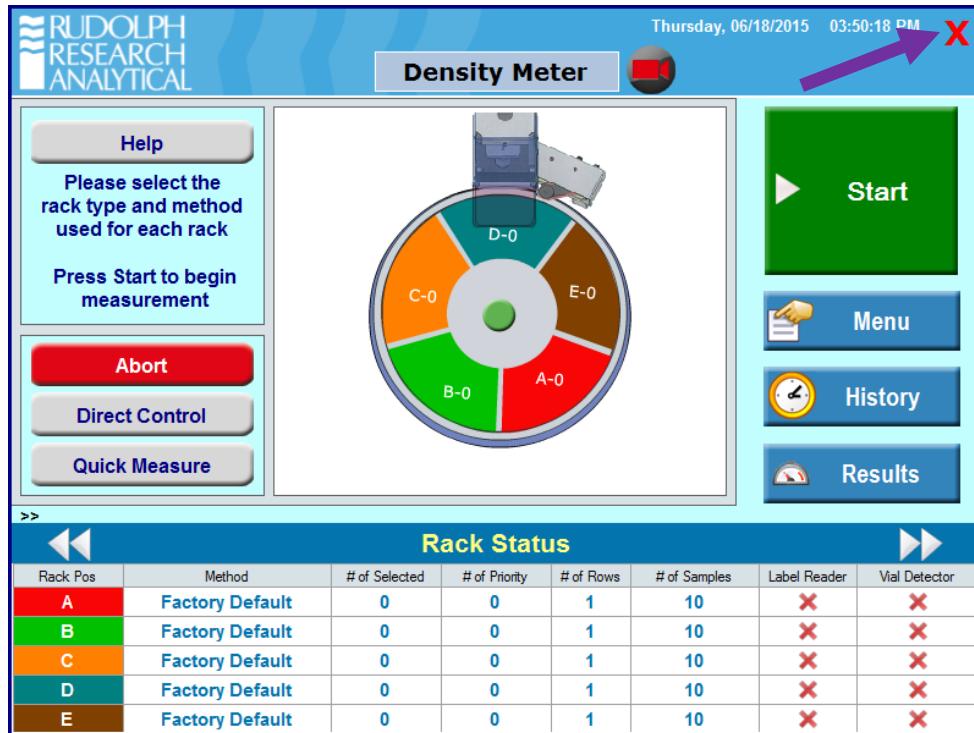 RUDOLPH
RESEARCH
ANALYTICAL
Thursday, 06/18/2015 03:50:18 PM X
Density Meter
Help
Please select the
rack type and method
used for each rack
Press Start to begin
measurement
Abort
Direct Control
Quick Measure
D-0
C-0
E-0
B-0
A-0
Start
Menu
History
Results
>>
Rack Status
Rack Pos Method # of Selected # of Priority # of Rows # of Samples Label Reader Vial Detector
A Factory Default 0 0 1 10
B Factory Default 0 0 1 10
C Factory Default 0 0 1 10
D Factory Default 0 0 1 10
E Factory Default 0 0 1 10